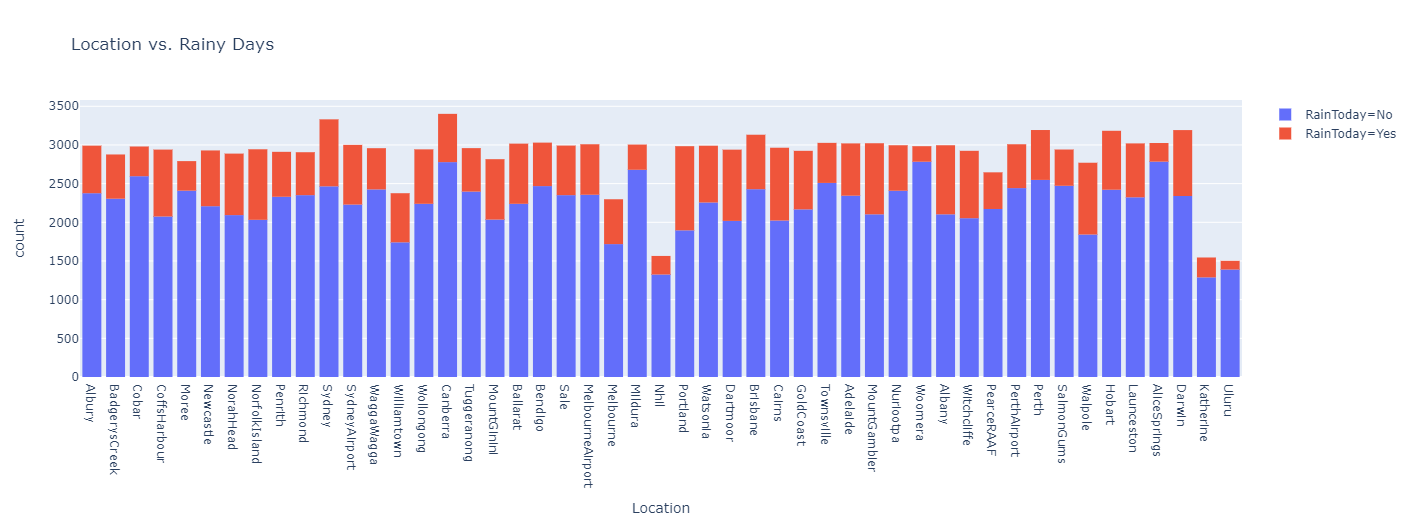 Location vs. Rainy Days
RainToday=No
RainToday=Yes
count
3500
3000
2500
2000
1500
1000
500
0
Albury
BadgerysCreek
Cobar
CoffsHarbour
Moree
Newcastle
NorahHead
NorfolkIsland
Penrith
Richmond
Sydney
SydneyAirport
WaggaWagga
Williamtown
Wollongong
Canberra
Tuggeranong
MountGinini
Ballarat
Bendigo
Sale
MelbourneAirport
Melbourne
Mildura
Nhil
Portland
Watsonia
Dartmoor
Brisbane
Cairns
GoldCoast
Townsville
Adelaide
MountGambler
Nuriootpa
Woomera
Albany
Witchcliffe
PearceRAAF
PerthAirport
Perth
SalmonGums
Walpole
Hobart
Launceston
AliceSprings
Darwin
Katherine
Uluru
Location